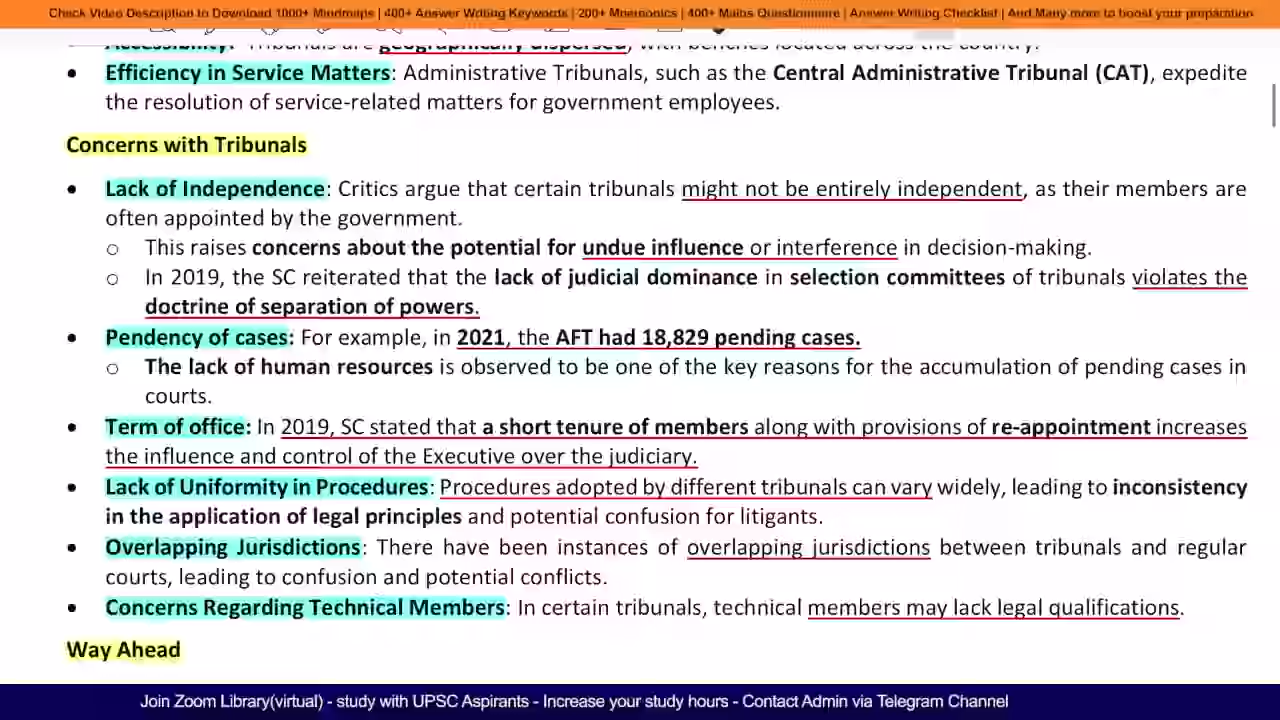 Check Video Description to Download 1000+ Mindmaps | 400+ Answer Writing Keywords | 200+ Mnemonics | 400+ Mains Questionnaire | Answer Writing Checklist | And Many more to boost your preparation
Accessibility: Tribunals are geographically dispersed, with benches located across the country.
• Efficiency in Service Matters: Administrative Tribunals, such as the Central Administrative Tribunal (CAT), expedite
the resolution of service-related matters for government employees.
Concerns with Tribunals
• Lack of Independence: Critics argue that certain tribunals might not be entirely independent, as their members are
often appointed by the government.
o This raises concerns about the potential for undue influence or interference in decision-making.
o In 2019, the SC reiterated that the lack of judicial dominance in selection committees of tribunals violates the
doctrine of separation of powers.
• Pendency of cases: For example, in 2021, the AFT had 18,829 pending cases.
o The lack of human resources is observed to be one of the key reasons for the accumulation of pending cases in
courts.
• Term of office: In 2019, SC stated that a short tenure of members along with provisions of re-appointment increases
the influence and control of the Executive over the judiciary.
• Lack of Uniformity in Procedures: Procedures adopted by different tribunals can vary widely, leading to inconsistency
in the application of legal principles and potential confusion for litigants.
• Overlapping Jurisdictions: There have been instances of overlapping jurisdictions between tribunals and regular
courts, leading to confusion and potential conflicts.
• Concerns Regarding Technical Members: In certain tribunals, technical members may lack legal qualifications.
Way Ahead
Join Zoom Library(virtual) - study with UPSC Aspirants - Increase your study hours - Contact Admin via Telegram Channel